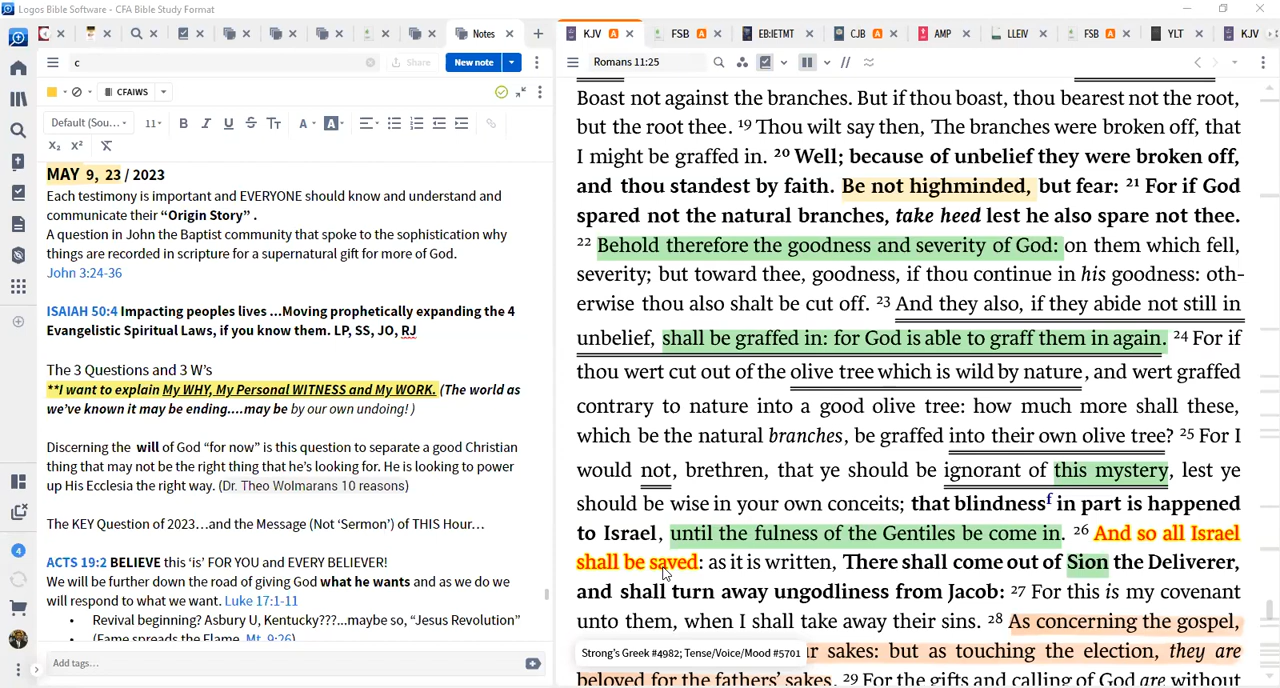 Logos Bible Software - CFA Bible Study Format
Notes
KJV A
FSB A
EB:IETMT
CJB A
AMP
LLEIV
FSB A
YLT
KJV
c
Share
New note
Romans 11:25
CFAIWS
Default (Sou...
11
B I U S Tт A A
X₂ X²
MAY 9, 23 / 2023
Each testimony is important and EVERYONE should know and understand and
communicate their “Origin Story” .
A question in John the Baptist community that spoke to the sophistication why
things are recorded in scripture for a supernatural gift for more of God.
John 3:24-36
ISAIAH 50:4 Impacting peoples lives ...Moving prophetically expanding the 4
Evangelistic Spiritual Laws, if you know them. LP, SS, JO, RJ
The 3 Questions and 3 W’s
**I want to explain My WHY, My Personal WITNESS and My WORK. (The world as
we’ve known it may be ending....may be by our own undoing! )
Discerning the will of God “for now” is this question to separate a good Christian
thing that may not be the right thing that he’s looking for. He is looking to power
up His Ecclesia the right way. (Dr. Theo Wolmarans 10 reasons)
The KEY Question of 2023…and the Message (Not ‘Sermon’) of THIS Hour…
ACTS 19:2 BELIEVE this ‘is’ FOR YOU and EVERY BELIEVER!
We will be further down the road of giving God what he wants and as we do we
will respond to what we want. Luke 17:1-11
• Revival beginning? Asbury U, Kentucky???...maybe so, “Jesus Revolution”
• (Fame spreads the Flame. Mt. 9:26)
Add tags...
4
Boast not against the branches. But if thou boast, thou bearest not the root,
but the root thee. 19 Thou wilt say then, The branches were broken off, that
I might be graffed in. 20 Well; because of unbelief they were broken off,
and thou standest by faith. Be not highminded, but fear: 21 For if God
spared not the natural branches, take heed lest he also spare not thee.
22 Behold therefore the goodness and severity of God: on them which fell,
severity; but toward thee, goodness, if thou continue in his goodness: oth-
erwise thou also shalt be cut off. 23 And they also, if they abide not still in
unbelief, shall be graffed in: for God is able to graff them in again. 24 For if
thou wert cut out of the olive tree which is wild by nature, and wert graffed
contrary to nature into a good olive tree: how much more shall these,
which be the natural branches, be graffed into their own olive tree? 25 For I
would not, brethren, that ye should be ignorant of this mystery, lest ye
should be wise in your own conceits; that blindnessᶠ in part is happened
to Israel, until the fulness of the Gentiles be come in. 26 And so all Israel
shall be saved: as it is written, There shall come out of Sion the Deliverer,
and shall turn away ungodliness from Jacob: 27 For this is my covenant
unto them, when I shall take away their sins. 28 As concerning the gospel,
Strong's Greek #4982; Tense/Voice/Mood #5701
sakes: but as touching the election, they are
beloved for the fathers’ sakes. 29 For the gifts and calling of God are without